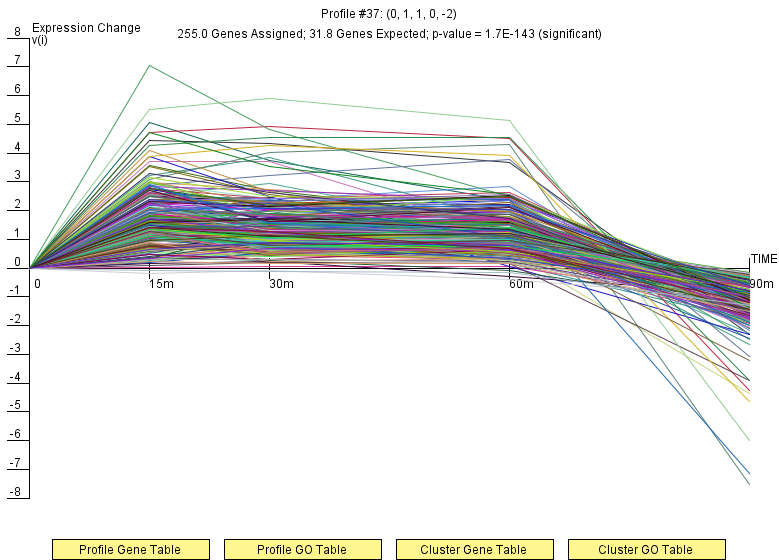 Profile #37: (0, 1, 1, 0, -2)
Expression Change
v(i)
255.0 Genes Assigned; 31.8 Genes Expected; p-value = 1.7E-143 (significant)
8
7
6
5
4
3
2
1
0
-1
-2
-3
-4
-5
-6
-7
-8
TIME
0 15m 30m 60m 90m
Profile Gene Table Profile GO Table Cluster Gene Table Cluster GO Table